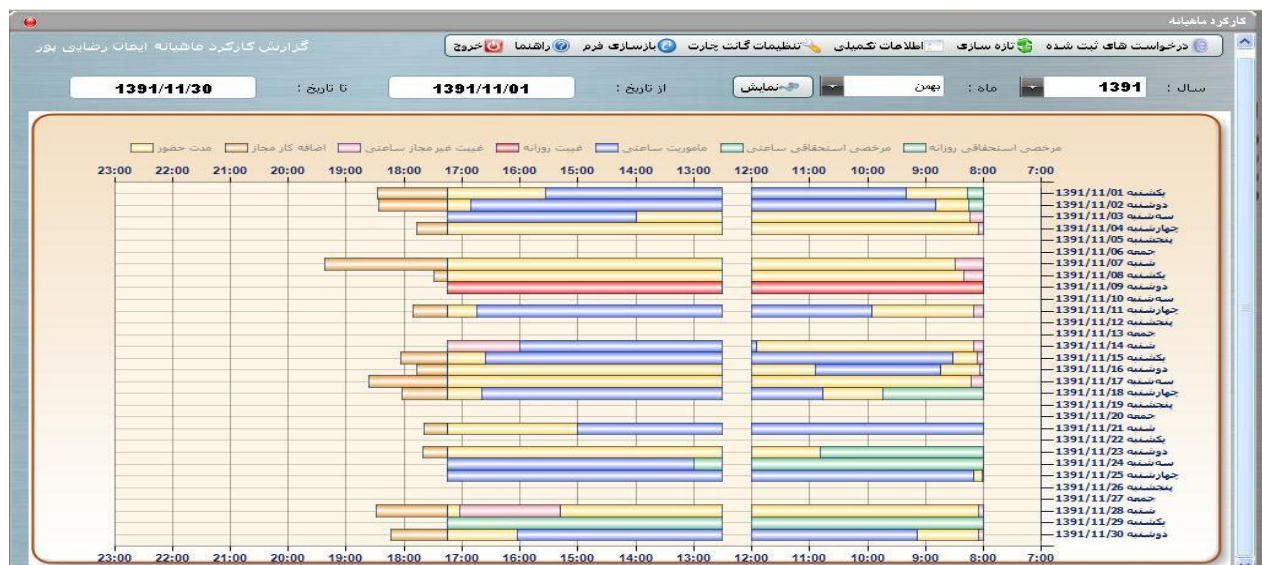 کارکرد ماهیانه
درخواست های ثبت شده تازه سازی اطلاعات تکمیلی تنظیمات گانت چارت بازسازی فرم راهنما خروج
گزارش کارکرد ماهیانه ایمان رضایی پور
سال : 1391 ماه : بهمن نمایش از تاریخ : 1391/11/01 تا تاریخ : 1391/11/30
مرخصی استحقاقی روزانه مرخصی استحقاقی ساعتی ماموریت ساعتی غیبت روزانه غیبت غیر مجاز ساعتی اضافه کار مجاز مدت حضور
23:00 22:00 21:00 20:00 19:00 18:00 17:00 16:00 15:00 14:00 13:00 12:00 11:00 10:00 9:00 8:00 7:00
یکشنبه 1391/11/01
دوشنبه 1391/11/02
سه شنبه 1391/11/03
چهارشنبه 1391/11/04
پنجشنبه 1391/11/05
جمعه 1391/11/06
شنبه 1391/11/07
یکشنبه 1391/11/08
دوشنبه 1391/11/09
سه شنبه 1391/11/10
چهارشنبه 1391/11/11
پنجشنبه 1391/11/12
جمعه 1391/11/13
شنبه 1391/11/14
یکشنبه 1391/11/15
دوشنبه 1391/11/16
سه شنبه 1391/11/17
چهارشنبه 1391/11/18
پنجشنبه 1391/11/19
جمعه 1391/11/20
شنبه 1391/11/21
یکشنبه 1391/11/22
دوشنبه 1391/11/23
سه شنبه 1391/11/24
چهارشنبه 1391/11/25
پنجشنبه 1391/11/26
جمعه 1391/11/27
شنبه 1391/11/28
یکشنبه 1391/11/29
دوشنبه 1391/11/30
23:00 22:00 21:00 20:00 19:00 18:00 17:00 16:00 15:00 14:00 13:00 12:00 11:00 10:00 9:00 8:00 7:00